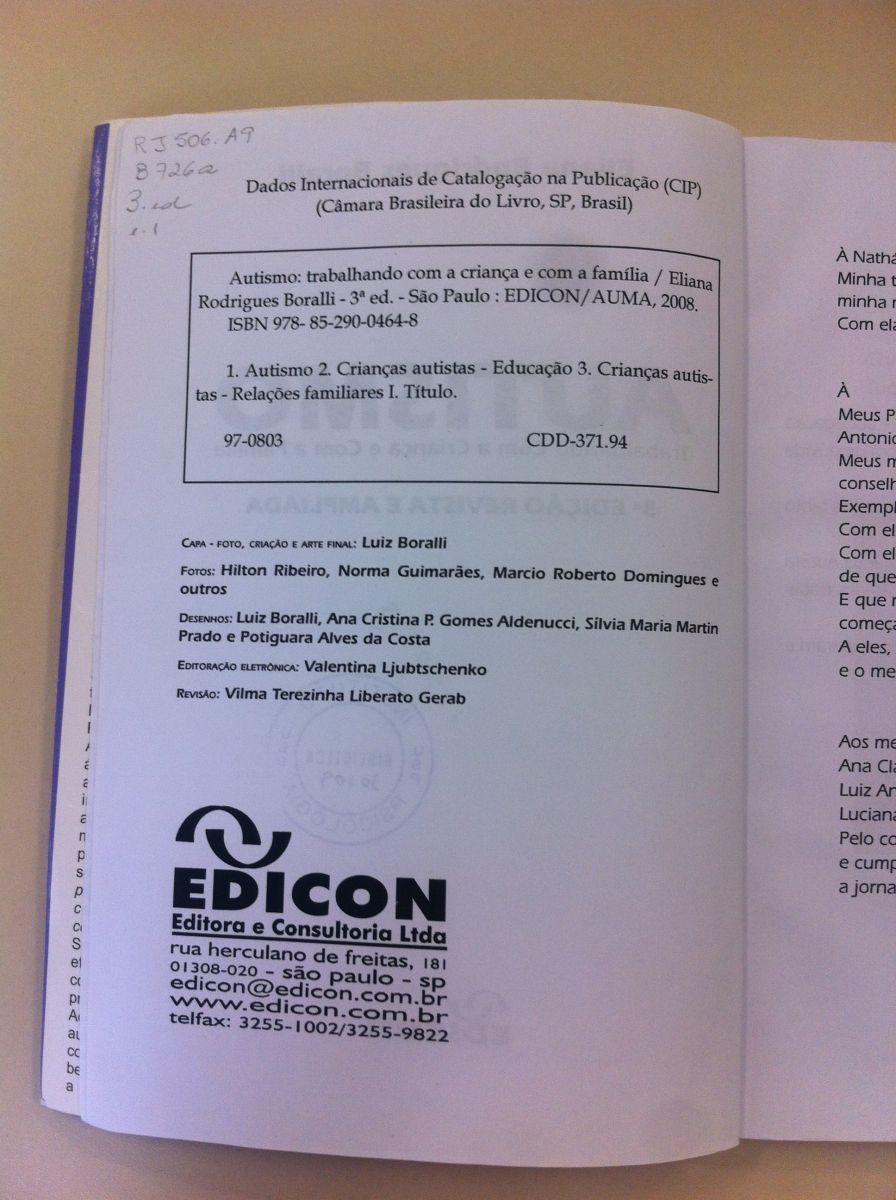 RJ 506.A9
B726a
3.ed
e.1
Dados Internacionais de Catalogação na Publicação (CIP)
(Câmara Brasileira do Livro, SP, Brasil)
Autismo: trabalhando com a criança e com a família / Eliana
Rodrigues Boralli - 3ª ed. - São Paulo : EDICON/AUMA, 2008.
ISBN 978- 85-290-0464-8
1. Autismo 2. Crianças autistas - Educação 3. Crianças autis-
tas - Relações familiares I. Título.
97-0803 CDD-371.94
Capa - foto, criação e arte final: Luiz Boralli
Fotos: Hilton Ribeiro, Norma Guimarães, Marcio Roberto Domingues e
outros
Desenhos: Luiz Boralli, Ana Cristina P. Gomes Aldenucci, Sílvia Maria Martin
Prado e Potiguara Alves da Costa
Editoração eletrônica: Valentina Ljubtschenko
Revisão: Vilma Terezinha Liberato Gerab
EDICON
Editora e Consultoria Ltda
rua herculano de freitas, 181
01308-020 - são paulo - sp
edicon@edicon.com.br
www.edicon.com.br
telfax: 3255-1002/3255-9822
À Nathá
Minha t
minha r
Com ela
À
Meus P
Antonio
Meus m
conselh
Exempl
Com el
Com el
de que
E que r
começa
A eles,
e o me
Aos me
Ana Cla
Luiz An
Luciana
Pelo co
e cump
a jorna